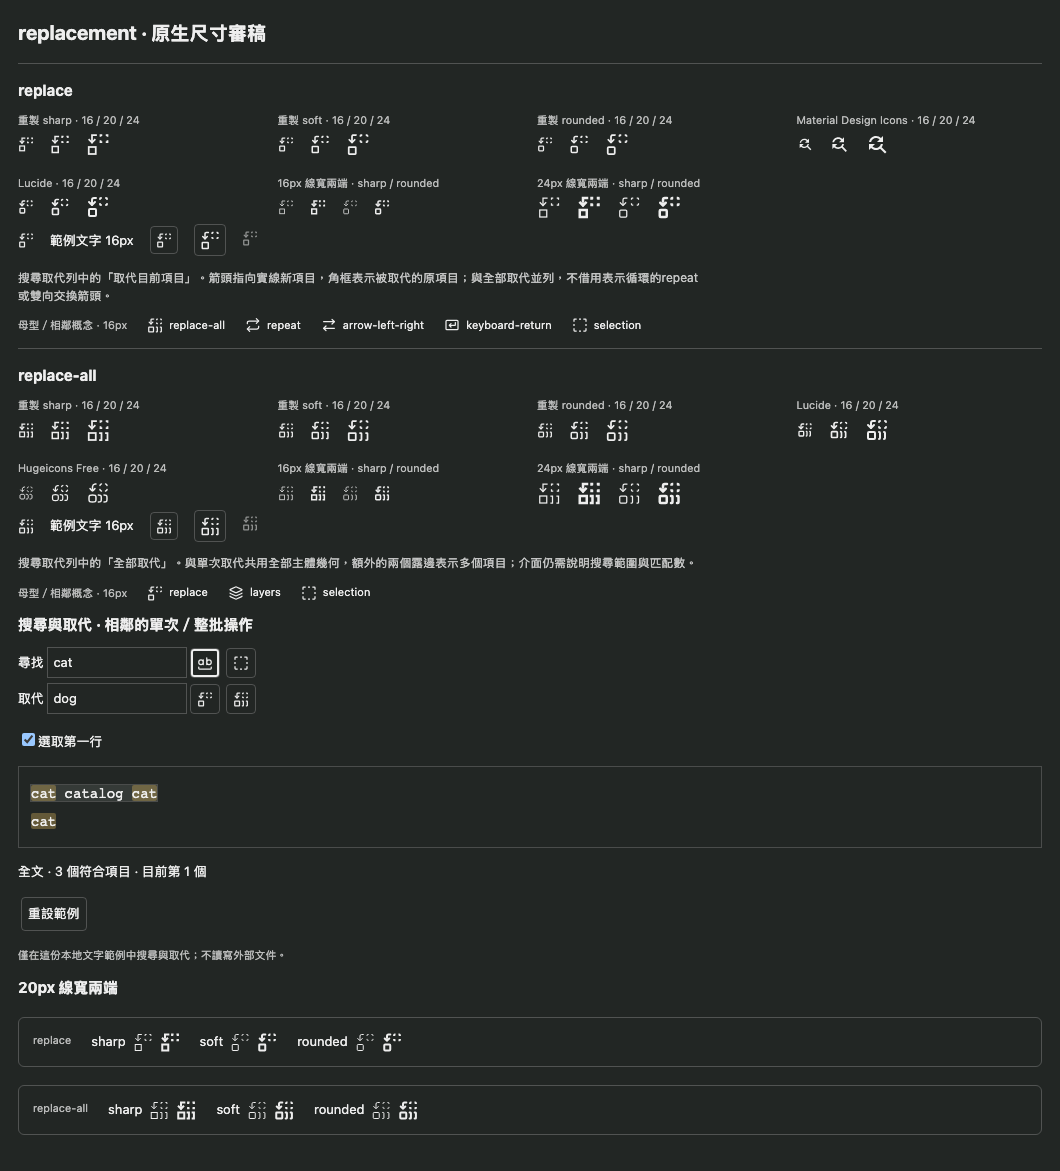 replacement · 原生尺寸審稿
replace
重製 sharp · 16 / 20 / 24
重製 soft · 16 / 20 / 24
重製 rounded · 16 / 20 / 24
Material Design Icons · 16 / 20 / 24
Lucide · 16 / 20 / 24
16px 線寬兩端 · sharp / rounded
24px 線寬兩端 · sharp / rounded
範例文字 16px
搜尋取代列中的「取代目前項目」。箭頭指向實線新項目，角框表示被取代的原項目；與全部取代並列，不借用表示循環的repeat
或雙向交換箭頭。
母型 / 相鄰概念 · 16px replace-all repeat arrow-left-right keyboard-return selection
replace-all
重製 sharp · 16 / 20 / 24
重製 soft · 16 / 20 / 24
重製 rounded · 16 / 20 / 24
Lucide · 16 / 20 / 24
Hugeicons Free · 16 / 20 / 24
16px 線寬兩端 · sharp / rounded
24px 線寬兩端 · sharp / rounded
範例文字 16px
搜尋取代列中的「全部取代」。與單次取代共用全部主體幾何，額外的兩個露邊表示多個項目；介面仍需說明搜尋範圍與匹配數。
母型 / 相鄰概念 · 16px replace layers selection
搜尋與取代 · 相鄰的單次 / 整批操作
尋找 cat ab
取代 dog
選取第一行
cat catalog cat
cat
全文 · 3 個符合項目 · 目前第 1 個
重設範例
僅在這份本地文字範例中搜尋與取代；不讀寫外部文件。
20px 線寬兩端
replace sharp soft rounded
replace-all sharp soft rounded